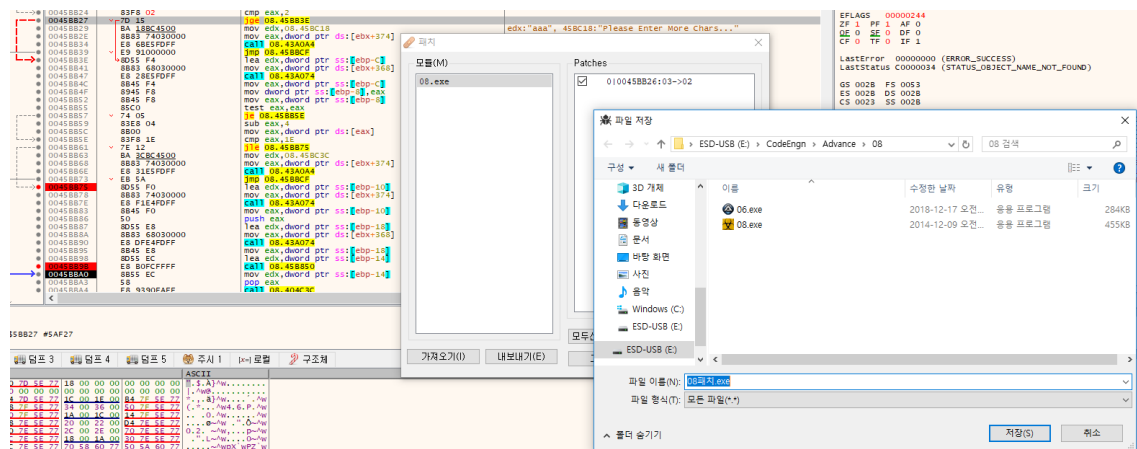 0045BB24 83F8 02 cmp eax,2
0045BB27 7D 15 jge 08.45BB3E
0045BB29 BA 18BC4500 mov edx,08.45BC18 edx:"aaa", 45BC18:"Please Enter More Chars..."
0045BB2E 8B83 74030000 mov eax,dword ptr ds:[ebx+374]
0045BB34 E8 6BE5FDFF call 08.43A0A4
0045BB39 E9 91000000 jmp 08.45BBCF
0045BB3E 8D55 F4 lea edx,dword ptr ss:[ebp-C]
0045BB41 8B83 68030000 mov eax,dword ptr ds:[ebx+368]
0045BB47 E8 28E5FDFF call 08.43A074
0045BB4C 8B45 F4 mov eax,dword ptr ss:[ebp-C]
0045BB4F 8945 F8 mov dword ptr ss:[ebp-8],eax
0045BB52 8B45 F8 mov eax,dword ptr ss:[ebp-8]
0045BB55 85C0 test eax,eax
0045BB57 74 05 je 08.45BB5E
0045BB59 83E8 04 sub eax,4
0045BB5C 8B00 mov eax,dword ptr ds:[eax]
0045BB5E 83F8 1E cmp eax,1E
0045BB61 7E 12 jle 08.45BB75
0045BB63 BA 3CBC4500 mov edx,08.45BC3C
0045BB68 8B83 74030000 mov eax,dword ptr ds:[ebx+374]
0045BB6E E8 31E5FDFF call 08.43A0A4
0045BB73 EB 5A jmp 08.45BBCF
0045BB75 8D55 F0 lea edx,dword ptr ss:[ebp-10]
0045BB78 8B83 74030000 mov eax,dword ptr ds:[ebx+374]
0045BB7E E8 F1E4FDFF call 08.43A074
0045BB83 8B45 F0 mov eax,dword ptr ss:[ebp-10]
0045BB86 50 push eax
0045BB87 8D55 E8 lea edx,dword ptr ss:[ebp-18]
0045BB8A 8B83 68030000 mov eax,dword ptr ds:[ebx+368]
0045BB90 E8 DFE4FDFF call 08.43A074
0045BB95 8B45 E8 mov eax,dword ptr ss:[ebp-18]
0045BB98 8D55 EC lea edx,dword ptr ss:[ebp-14]
0045BB9B E8 B0FCFFFF call 08.45B850
0045BBA0 8B55 EC mov edx,dword ptr ss:[ebp-14]
0045BBA3 58 pop eax
0045BBA4 E8 9390FAFF call 08.404C3C
EFLAGS 00000244
ZF 1 PF 1 AF 0
OF 0 SF 0 DF 0
CF 0 TF 0 IF 1
LastError 00000000 (ERROR_SUCCESS)
LastStatus C0000034 (STATUS_OBJECT_NAME_NOT_FOUND)
GS 002B FS 0053
ES 002B DS 002B
CS 0023 SS 002B
패치
모듈(M)
08.exe
Patches
0|0045BB26:03->02
모두선
가져오기(I) 내보내기(E)
파일 저장
ESD-USB (E:) > CodeEngn > Advance > 08
08 검색
구성 새 폴더
3D 개체
다운로드
동영상
문서
바탕 화면
사진
음악
Windows (C:)
ESD-USB (E:)
ESD-USB (E:)
이름 수정한 날짜 유형 크기
06.exe 2018-12-17 오전... 응용 프로그램 284KB
08.exe 2014-12-09 오전... 응용 프로그램 455KB
파일 이름(N): 08패치.exe
파일 형식(T): 모든 파일(*.*)
폴더 숨기기
저장(S) 취소
45BB27 #5AF27
덤프 3 덤프 4 덤프 5 주시 1 [x=] 로컬 구조체
ASCII